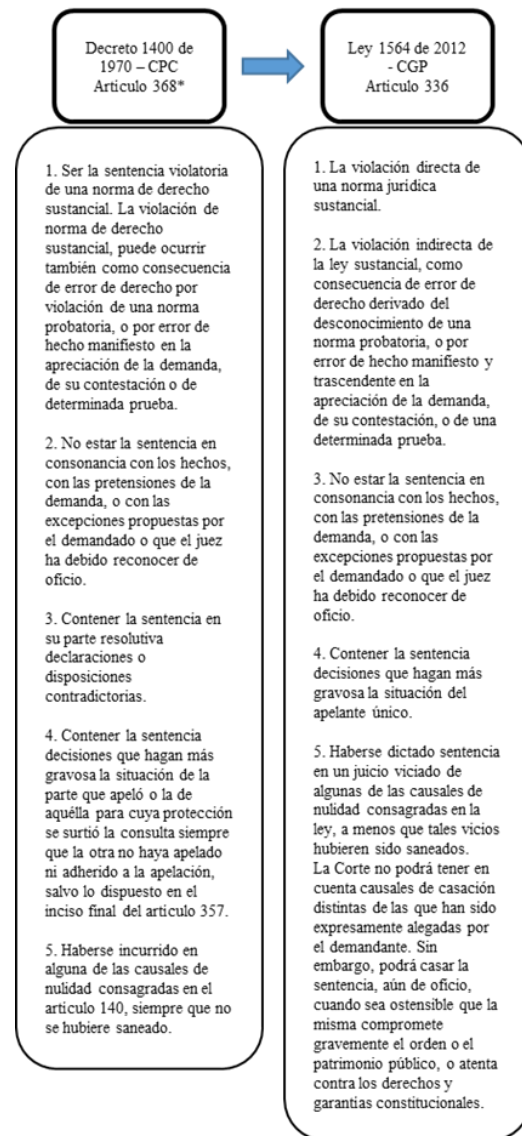 Decreto 1400 de
1970 – CPC
Articulo 368*
Ley 1564 de 2012
- CGP
Articulo 336
1. Ser la sentencia violatoria
de una norma de derecho
sustancial. La violación de
norma de derecho
sustancial, puede ocurrir
también como consecuencia
de error de derecho por
violación de una norma
probatoria, o por error de
hecho manifiesto en la
apreciación de la demanda,
de su contestación o de
determinada prueba.
2. No estar la sentencia en
consonancia con los hechos,
con las pretensiones de la
demanda, o con las
excepciones propuestas por
el demandado o que el juez
ha debido reconocer de
oficio.
3. Contener la sentencia en
su parte resolutiva
declaraciones o
disposiciones
contradictorias.
4. Contener la sentencia
decisiones que hagan más
gravosa la situación de la
parte que apeló o la de
aquélla para cuya protección
se surtió la consulta siempre
que la otra no haya apelado
ni adherido a la apelación,
salvo lo dispuesto en el
inciso final del articulo 357.
5. Haberse incurrido en
alguna de las causales de
nulidad consagradas en el
articulo 140, siempre que no
se hubiere saneado.
1. La violación directa de
una norma juridica
sustancial.
2. La violación indirecta de
la ley sustancial, como
consecuencia de error de
derecho derivado del
desconocimiento de una
norma probatoria, o por
error de hecho manifiesto y
trascendente en la
apreciación de la demanda,
de su contestación, o de una
determinada prueba.
3. No estar la sentencia en
consonancia con los hechos,
con las pretensiones de la
demanda, o con las
excepciones propuestas por
el demandado o que el juez
ha debido reconocer de
oficio.
4. Contener la sentencia
decisiones que hagan más
gravosa la situación del
apelante único.
5. Haberse dictado sentencia
en un juicio viciado de
algunas de las causales de
nulidad consagradas en la
ley, a menos que tales vicios
hubieren sido saneados.
La Corte no podrá tener en
cuenta causales de casación
distintas de las que han sido
expresamente alegadas por
el demandante. Sin
embargo, podrá casar la
sentencia, aún de oficio,
cuando sea ostensible que la
misma compromete
gravemente el orden o el
patrimonio público, o atenta
contra los derechos y
garantias constitucionales.